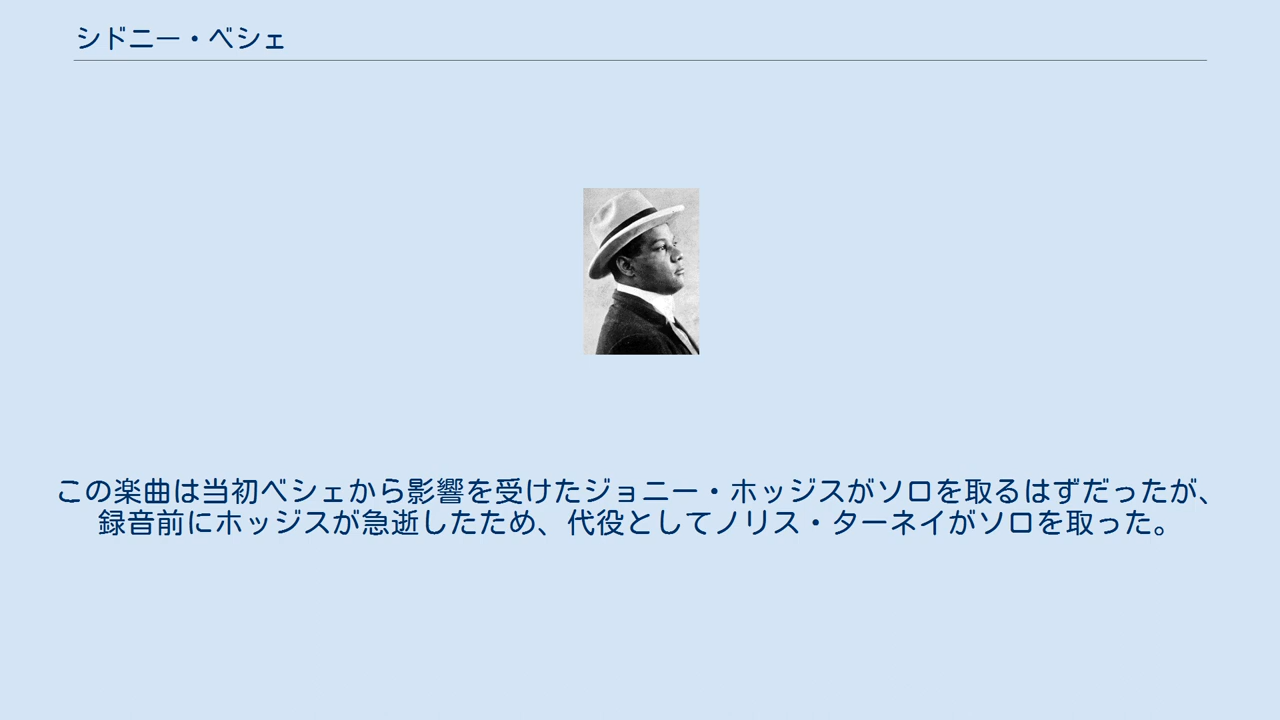 シドニー・ベシェ
この楽曲は当初ベシェから影響を受けたジョニー・ホッジスがソロを取るはずだったが、
録音前にホッジスが急逝したため、代役としてノリス・ターネイがソロを取った。